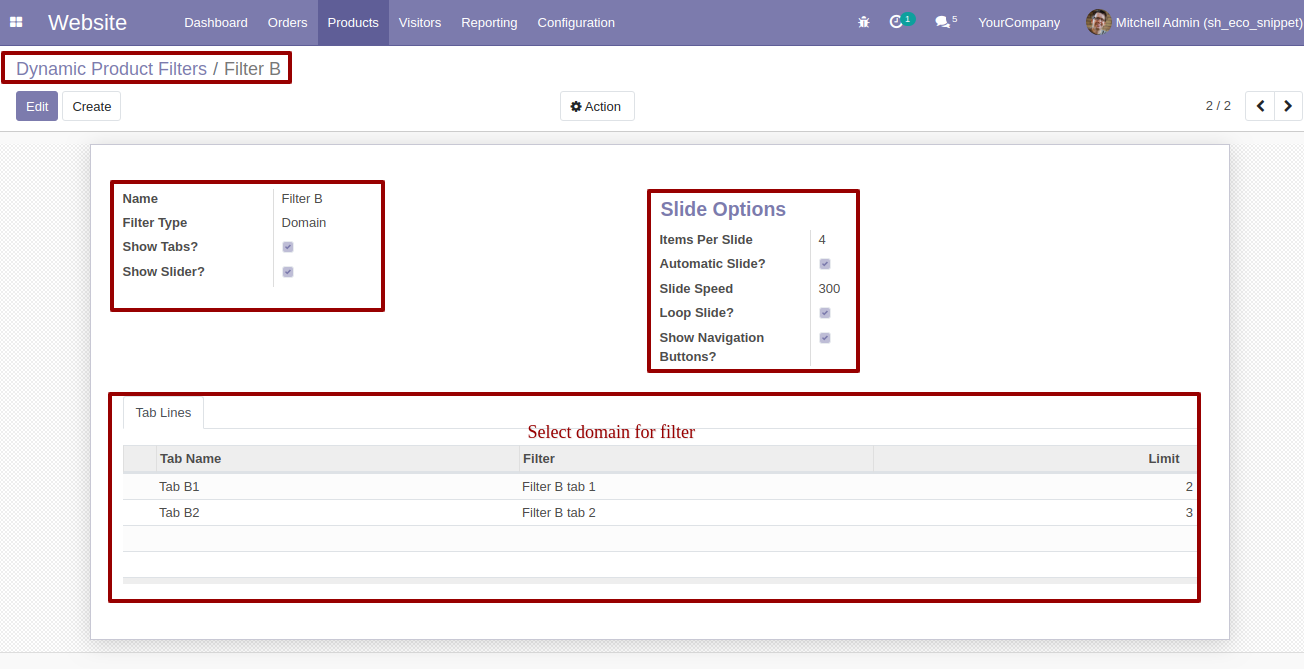 Website Dashboard Orders Products Visitors Reporting Configuration 1 5 YourCompany Mitchell Admin (sh_eco_snippet)
Dynamic Product Filters / Filter B
Edit Create Action 2 / 2
Name Filter B
Filter Type Domain
Show Tabs?
Show Slider?
Slide Options
Items Per Slide 4
Automatic Slide?
Slide Speed 300
Loop Slide?
Show Navigation
Buttons?
Tab Lines
Select domain for filter
Tab Name Filter Limit
Tab B1 Filter B tab 1 2
Tab B2 Filter B tab 2 3